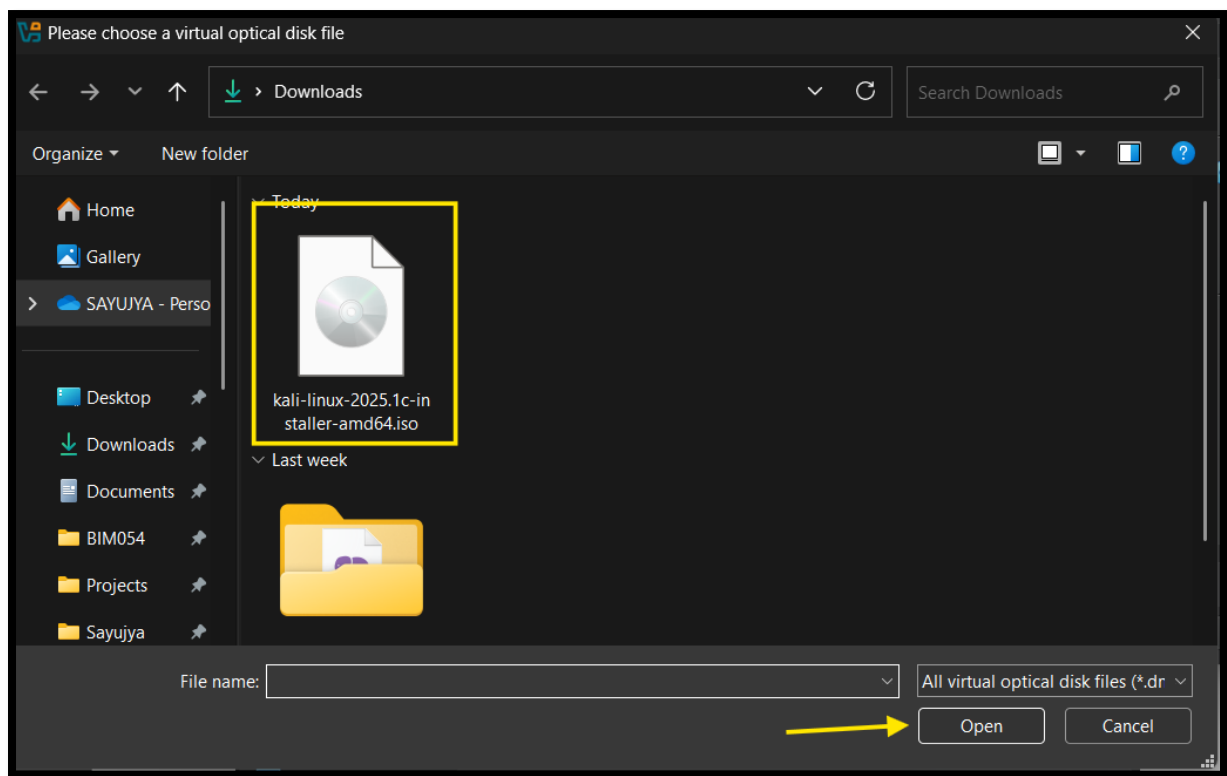 Please choose a virtual optical disk file
Downloads
Search Downloads
Organize
New folder
Home
Gallery
SAYUJYA - Perso
Desktop
Downloads
Documents
BIM054
Projects
Sayujya
Today
kali-linux-2025.1c-in
staller-amd64.iso
Last week
File name:
All virtual optical disk files (*.dr
Open
Cancel